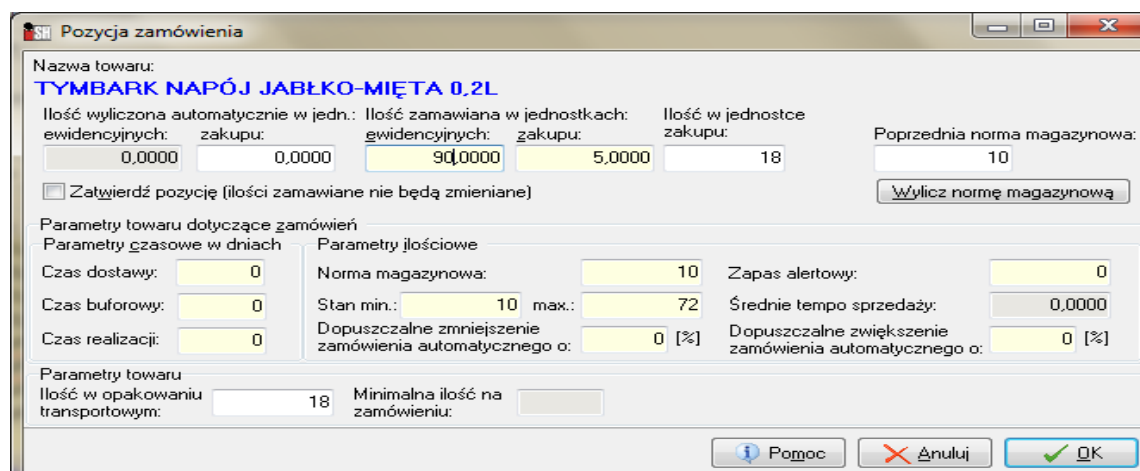 SH Pozycja zamówienia
Nazwa towaru:
TYMBARK NAPÓJ JABŁKO-MIĘTA 0,2L
Ilość wyliczona automatycznie w jedn.: Ilość zamawiana w jednostkach: Ilość w jednostce
ewidencyjnych: zakupu: ewidencyjnych: zakupu: zakupu: Poprzednia norma magazynowa:
0,0000 0,0000 90,0000 5,0000 18 10
Zatwierdź pozycję (ilości zamawiane nie będą zmieniane) Wylicz normę magazynową
Parametry towaru dotyczące zamówień
Parametry czasowe w dniach Parametry ilościowe
Czas dostawy: 0 Norma magazynowa: 10 Zapas alertowy: 0
Czas buforowy: 0 Stan min.: 10 max.: 72 Średnie tempo sprzedaży: 0,0000
Czas realizacji: 0 Dopuszczalne zmniejszenie 0 [%] Dopuszczalne zwiększenie 0 [%]
zamówienia automatycznego o: zamówienia automatycznego o:
Parametry towaru
Ilość w opakowaniu 18 Minimalna ilość na
transportowym: zamówieniu:
Pomoc Anuluj OK